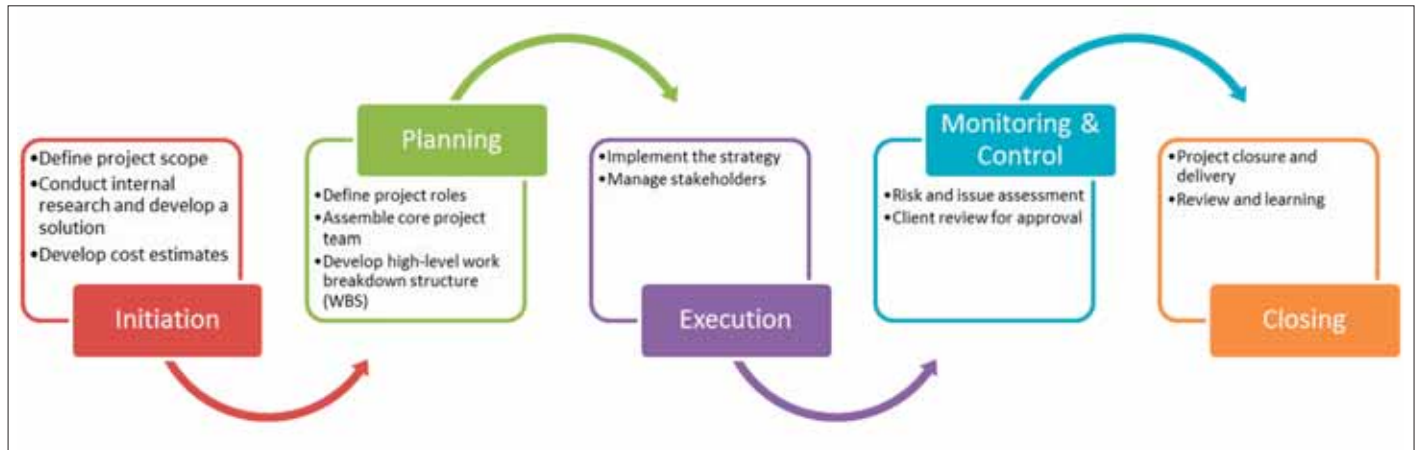 •Define project scope
•Conduct internal
research and develop a
solution
•Develop cost estimates
Initiation
Planning
•Define project roles
•Assemble core project
team
•Develop high-level work
breakdown structure
(WBS)
•Implement the strategy
•Manage stakeholders
Execution
Monitoring &
Control
•Risk and issue assessment
•Client review for approval
•Project closure and
delivery
•Review and learning
Closing